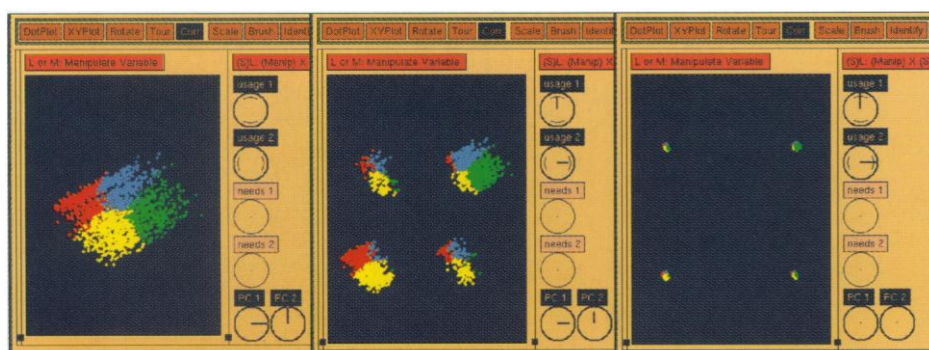 DotPlot XYPlot Rotate Tour Corr Scale Brush Identify
L or M: Manipulate Variable (S)L: (Manip) X
usage 1
usage 2
needs 1
needs 2
PC 1 PC 2
DotPlot XYPlot Rotate Tour Corr Scale Brush Identify
L or M: Manipulate Variable (S)L: (Manip) X
usage 1
usage 2
needs 1
needs 2
PC 1 PC 2
DotPlot XYPlot Rotate Tour Corr Scale Brush Identify
L or M: Manipulate Variable (S)L: (Manip) X (S
usage 1
usage 2
needs 1
needs 2
PC 1 PC 2